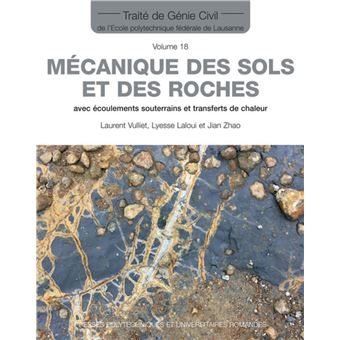 Traité de Génie Civil
de l'Ecole polytechnique fédérale de Lausanne
Volume 18
MÉCANIQUE DES SOLS
ET DES ROCHES
avec écoulements souterrains et transferts de chaleur
Laurent Vulliet, Lyesse Laloui et Jian Zhao
PRESSES POLYTECHNIQUES ET UNIVERSITAIRES ROMANDES